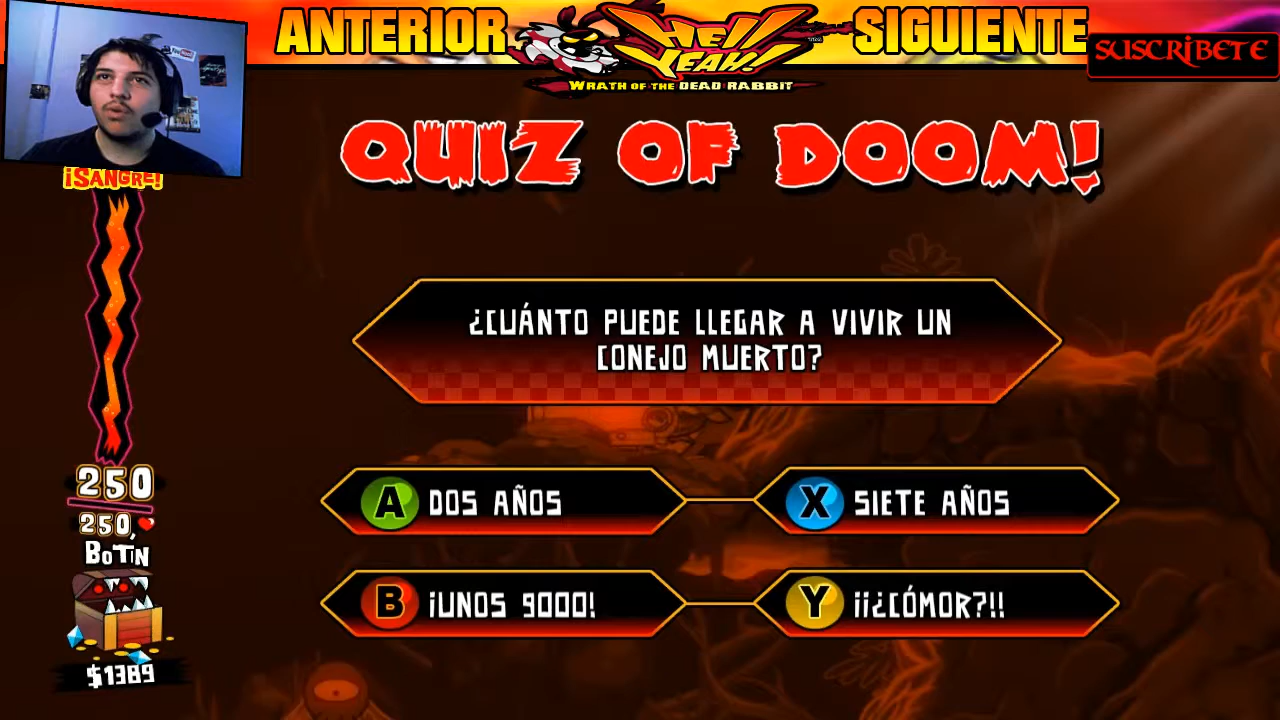 ANTERIOR
HELL YEAH!
WRATH OF THE DEAD RABBIT
SIGUIENTE
SUSCRIBETE
¡SANGRE!
QUIZ OF DOOM!
¿CUÁNTO PUEDE LLEGAR A VIVIR UN
CONEJO MUERTO?
A DOS AÑOS
X SIETE AÑOS
B ¡UNOS 9000!
Y ¡¡¿CÓMOR?!!
250
250,
BOTÍN
$1389